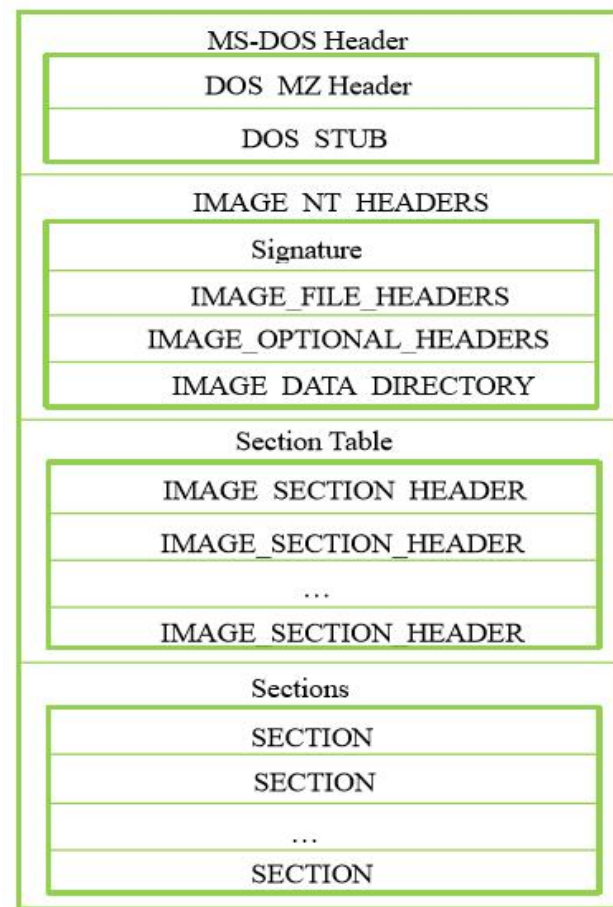 MS-DOS Header
DOS MZ Header
DOS STUB
IMAGE NT HEADERS
Signature
IMAGE_FILE_HEADERS
IMAGE_OPTIONAL_HEADERS
IMAGE DATA DIRECTORY
Section Table
IMAGE SECTION HEADER
IMAGE_SECTION_HEADER
...
IMAGE_SECTION_HEADER
Sections
SECTION
SECTION
...
SECTION